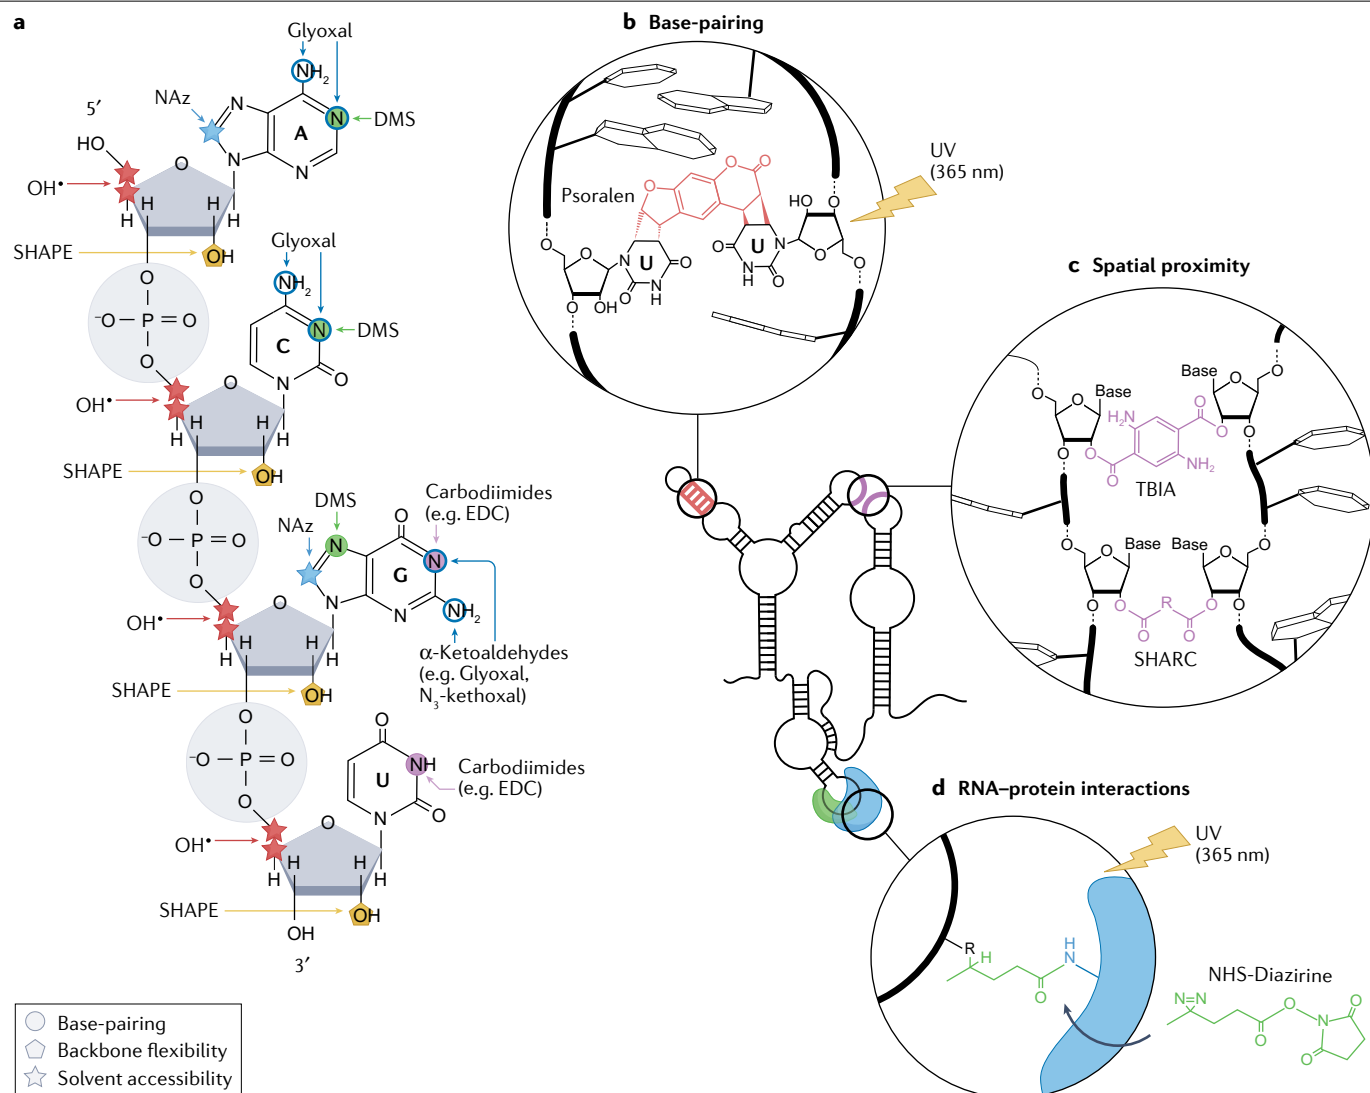 a
Glyoxal
NH2
NAz
N
N
DMS
A
5′
HO
N
N
O
OH•
H
H
H
H
SHAPE
OH
Glyoxal
O
NH2
⁻O
P
O
N
DMS
C
O
N
O
O
OH•
H
H
H
H
SHAPE
OH
Carbodiimides
(e.g. EDC)
DMS
O
O
NAz
N
N
⁻O
P
O
G
O
N
N
NH2
O
OH•
H
H
H
H
α-Ketoaldehydes
(e.g. Glyoxal,
N3-kethoxal)
SHAPE
OH
O
O
⁻O
P
O
U
NH
Carbodiimides
(e.g. EDC)
O
N
O
O
OH•
H
H
H
H
SHAPE
OH
OH
3′
Base-pairing
Backbone flexibility
Solvent accessibility
b Base-pairing
UV
(365 nm)
O
O
Psoralen
O
HO
O
O
O
N
U
O
O
N
O
O
U
O
NH
O
NH
O
O
OH
c Spatial proximity
O
Base
O
O
Base
O
O
H2N
O
O
O
O
O
NH2
O
TBIA
O
Base
Base
O
O
O
O
O
R
O
O
O
O
SHARC
d RNA–protein interactions
UV
(365 nm)
R
H
H
N
O
NHS-Diazirine
N=N
O
O
N
O
O